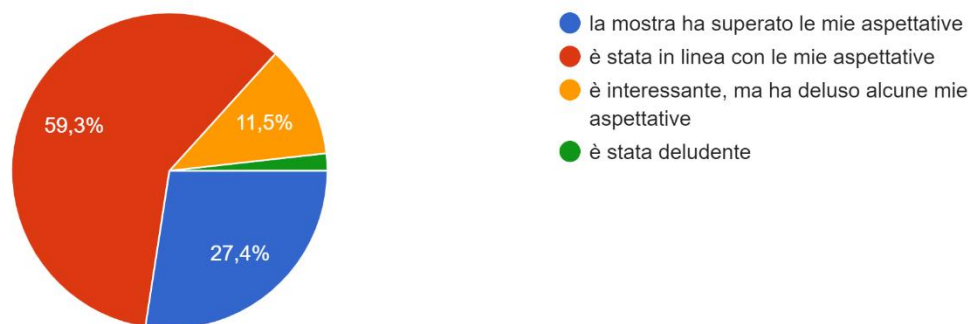 59,3%
11,5%
27,4%
la mostra ha superato le mie aspettative
è stata in linea con le mie aspettative
è interessante, ma ha deluso alcune mie
aspettative
è stata deludente